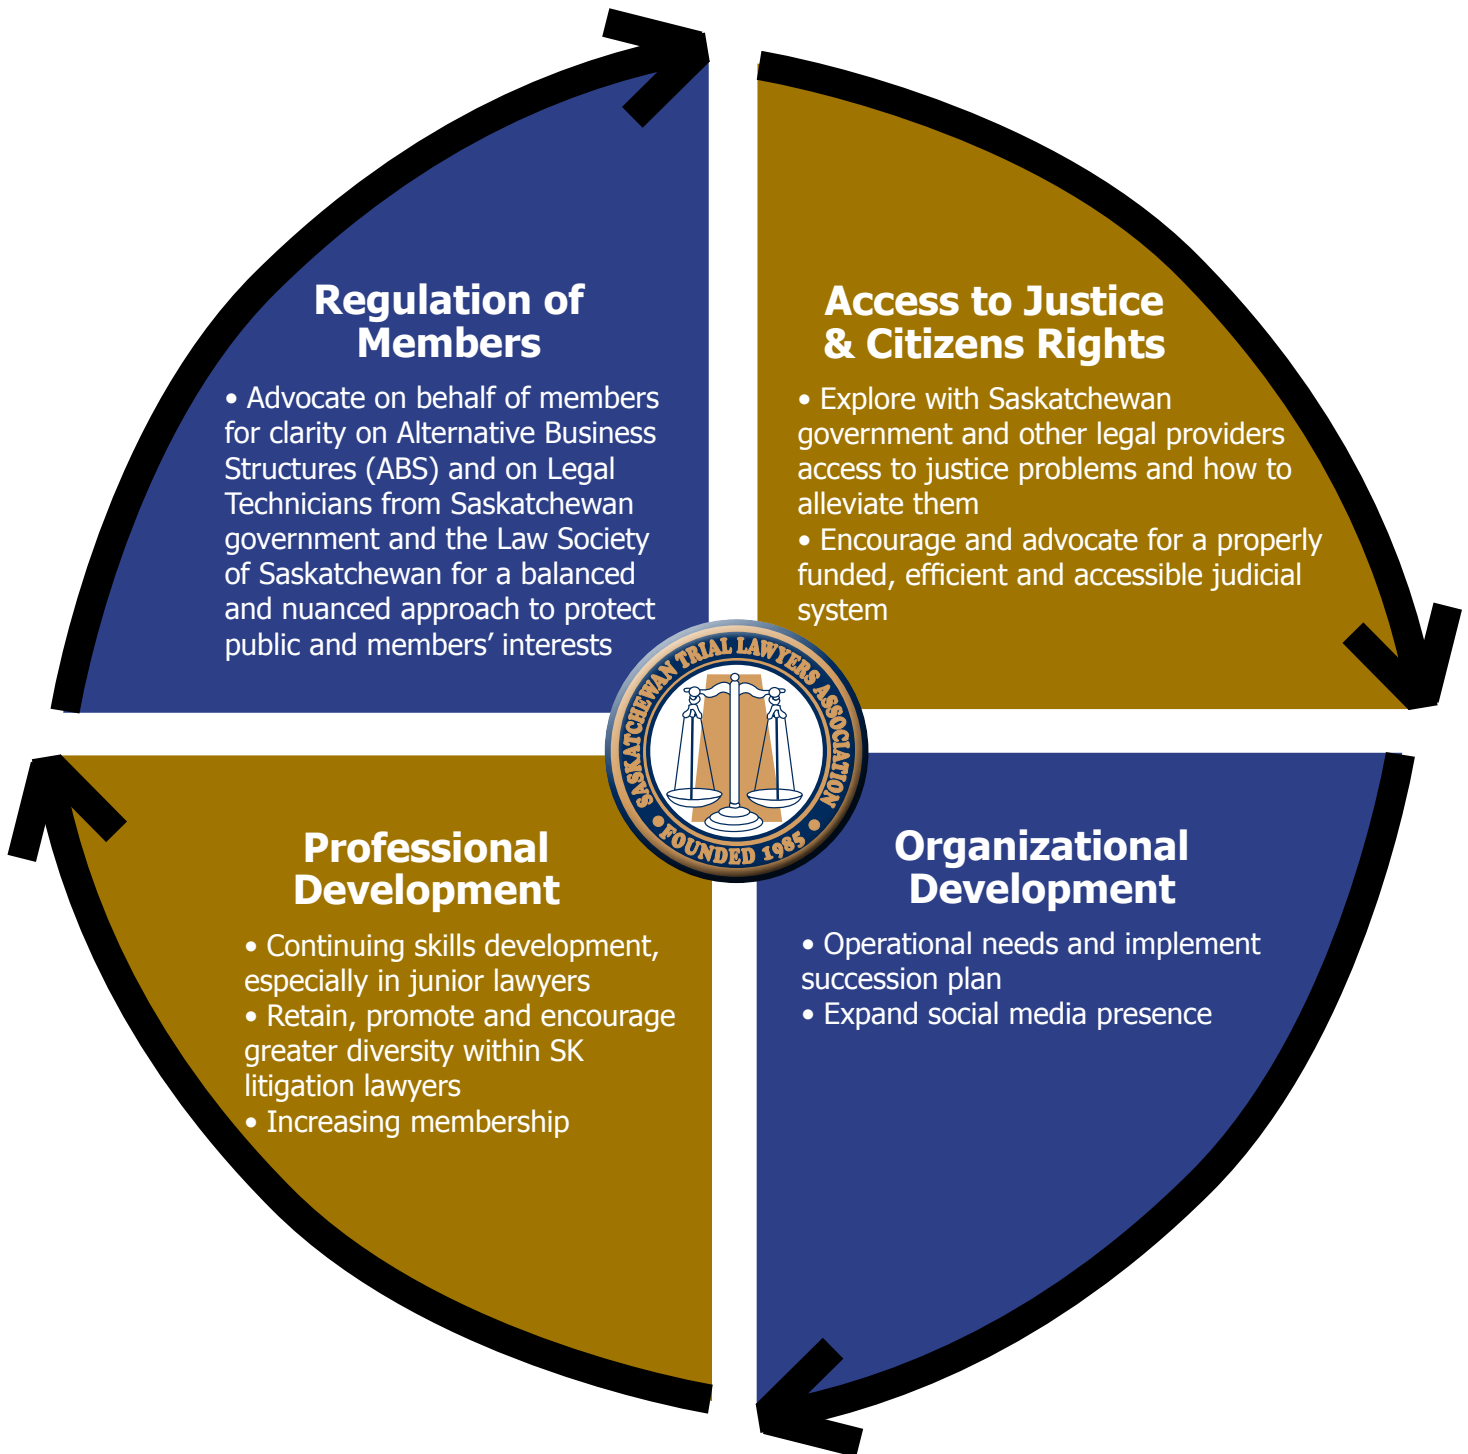 Regulation of
Members
• Advocate on behalf of members
for clarity on Alternative Business
Structures (ABS) and on Legal
Technicians from Saskatchewan
government and the Law Society
of Saskatchewan for a balanced
and nuanced approach to protect
public and members’ interests
Access to Justice
& Citizens Rights
• Explore with Saskatchewan
government and other legal providers
access to justice problems and how to
alleviate them
• Encourage and advocate for a properly
funded, efficient and accessible judicial
system
SASKATCHEWAN TRIAL LAWYERS ASSOCIATION
• FOUNDED 1985 •
Professional
Development
• Continuing skills development,
especially in junior lawyers
• Retain, promote and encourage
greater diversity within SK
litigation lawyers
• Increasing membership
Organizational
Development
• Operational needs and implement
succession plan
• Expand social media presence